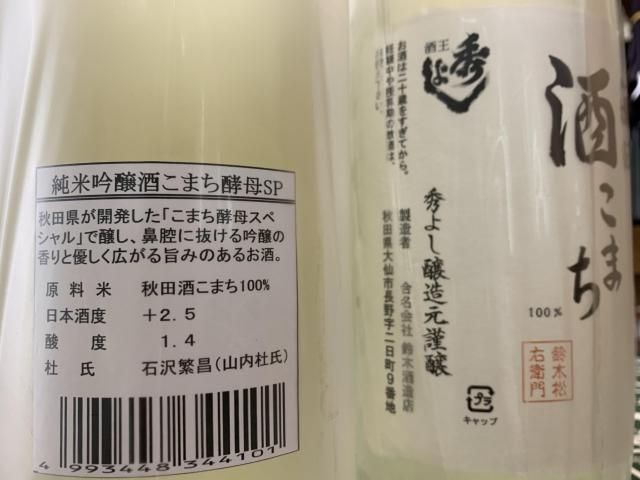 純米吟醸酒こまち酵母SP
秋田県が開発した「こまち酵母スペ
シャル」で醸し、鼻腔に抜ける吟醸の
香りと優しく広がる旨みのあるお酒。
原料米 秋田酒こまち100%
日本酒度 +2.5
酸度 1.4
杜氏 石沢繁昌(山内杜氏)
4 993448 344101
酒こまち
100%
鈴木松
右衛門
酒王
秀よし
秀よし醸造元謹醸
お酒は二十歳をすぎてから。
製造者 合名会社 鈴木酒造店
秋田県大仙市長野字二日町9番地
プラ
キャップ